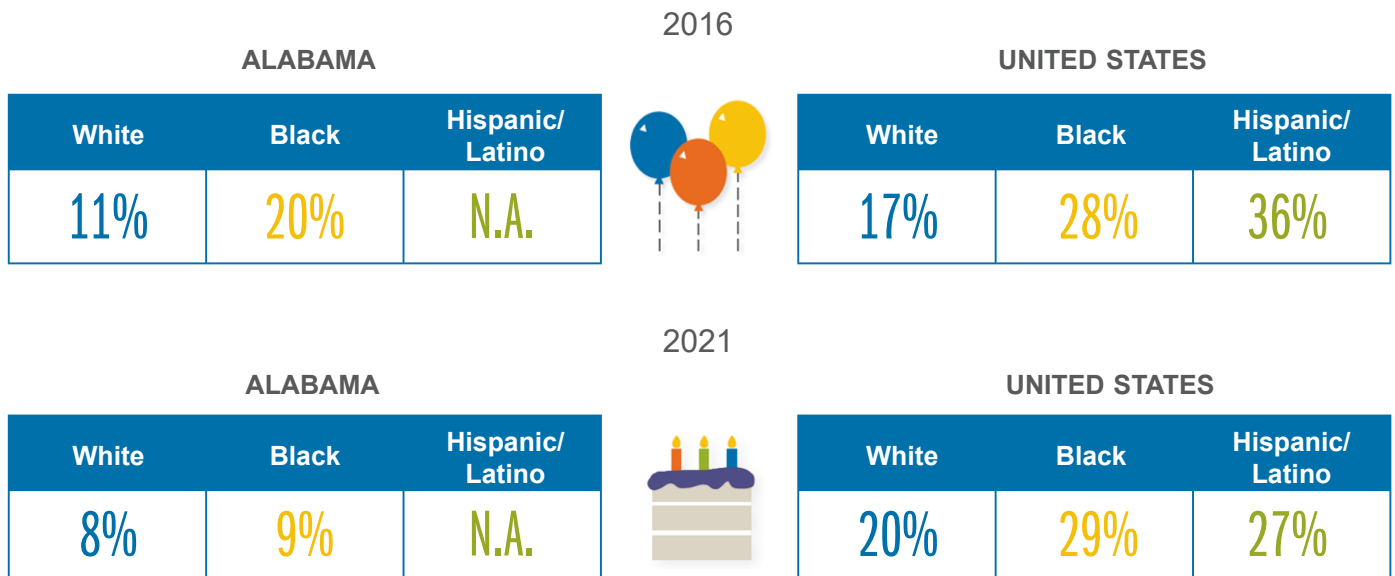 2016
ALABAMA
UNITED STATES
White Black Hispanic/
Latino
White Black Hispanic/
Latino
11% 20% N.A.
17% 28% 36%
2021
ALABAMA
UNITED STATES
White Black Hispanic/
Latino
White Black Hispanic/
Latino
8% 9% N.A.
20% 29% 27%